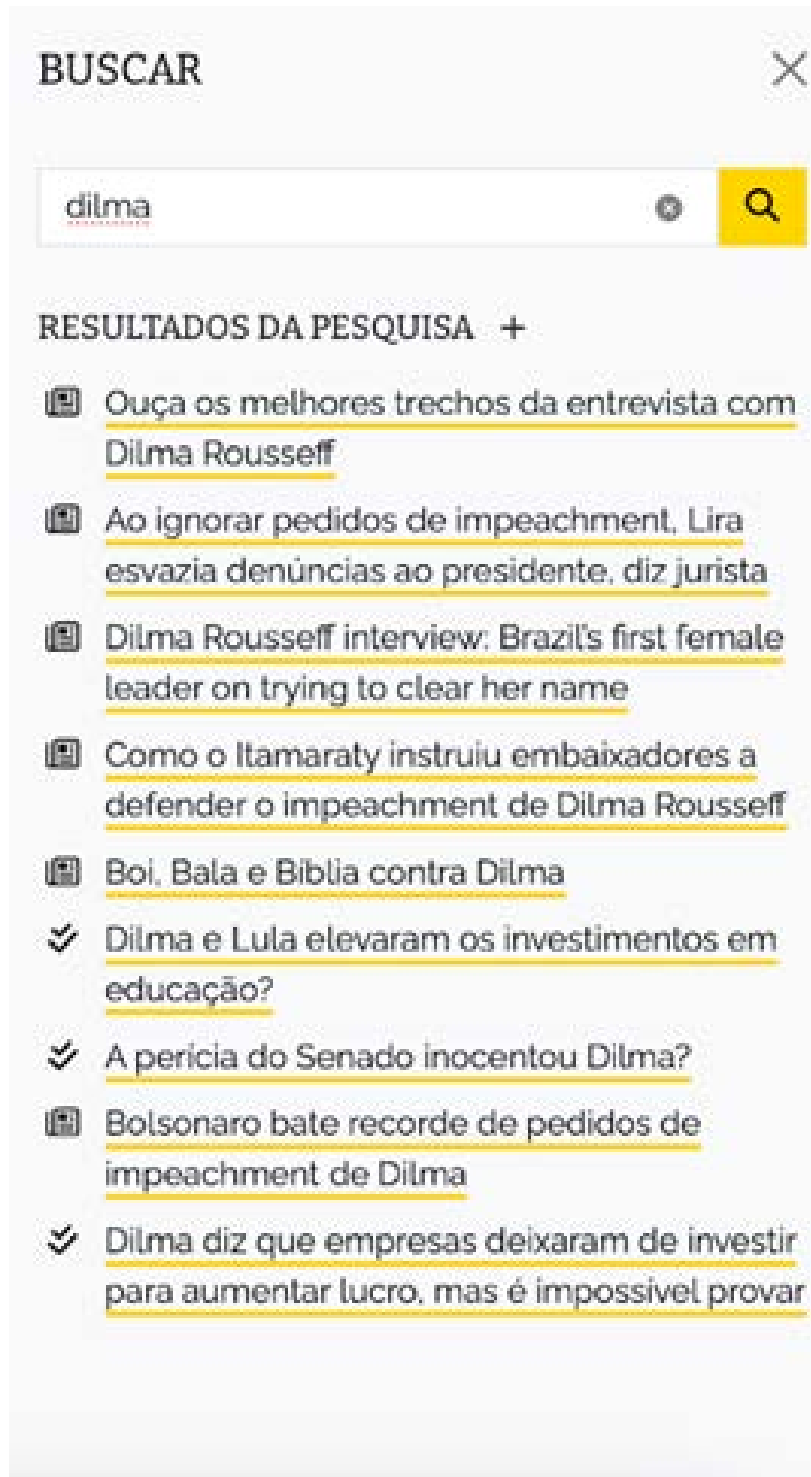 BUSCAR
dilma
RESULTADOS DA PESQUISA +
Ouça os melhores trechos da entrevista com
Dilma Rousseff
Ao ignorar pedidos de impeachment, Lira
esvazia denúncias ao presidente, diz jurista
Dilma Rousseff interview: Brazil's first female
leader on trying to clear her name
Como o Itamaraty instruiu embaixadores a
defender o impeachment de Dilma Rousseff
Boi, Bala e Bíblia contra Dilma
Dilma e Lula elevaram os investimentos em
educação?
A perícia do Senado inocentou Dilma?
Bolsonaro bate recorde de pedidos de
impeachment de Dilma
Dilma diz que empresas deixaram de investir
para aumentar lucro, mas é impossível provar